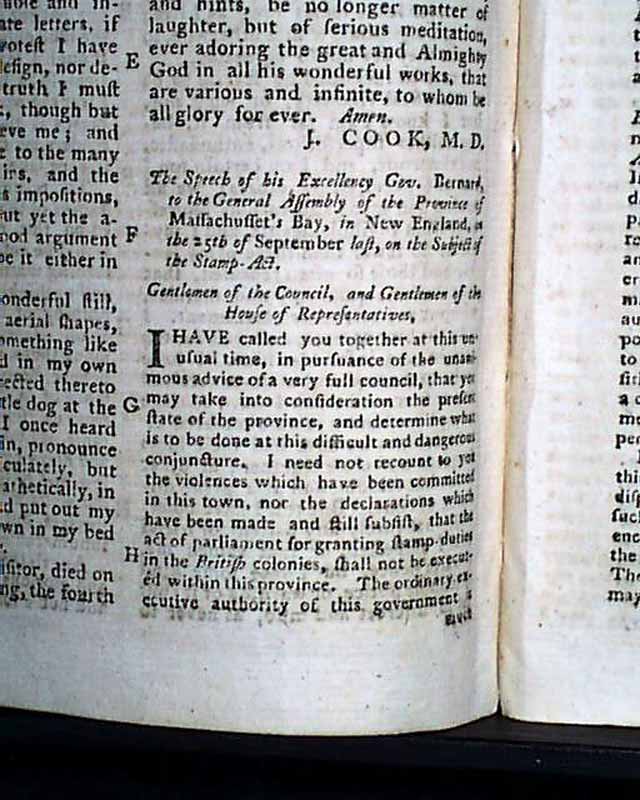 uble and in-
ate letters, if
rotest I have
design, nor de-
truth I must
, though but
eve me; and
e to the many
irs, and the
s impositions,
ut yet the a-
ood argument
be it either in
onderful still,
aerial shapes,
omething like
d in my own
rected thereto
tle dog at the
I once heard
in, pronounce
culately, but
athetically, in
d put out my
wn in my bed
isitor, died on
ng, the fourth
E
F
G
H
and hints, be no longer matter of
laughter, but of ſerious meditation,
ever adoring the great and Almighty
God in all his wonderful works, that
are various and infinite, to whom be
all glory for ever. Amen.
J. COOK, M. D.
The Speech of his Excellency Gov. Bernard,
to the General Aſſembly of the Province of
Maſſachuſſet's Bay, in New England,
the 25th of September laſt, on the Subject of
the Stamp-Act.
Gentlemen of the Council, and Gentlemen of the
Houſe of Repreſentatives,
I HAVE called you together at this un-
uſual time, in purſuance of the unani-
mous advice of a very full council, that you
may take into conſideration the preſent
ſtate of the province, and determine what
is to be done at this difficult and dangerous
conjuncture. I need not recount to you
the violences which have been committed
in this town, nor the declarations which
have been made and ſtill ſubſiſt, that the
act of parliament for granting ſtamp-duties
in the Britiſh colonies, ſhall not be execut-
ed within this province. The ordinary ex-
ecutive authority of this government